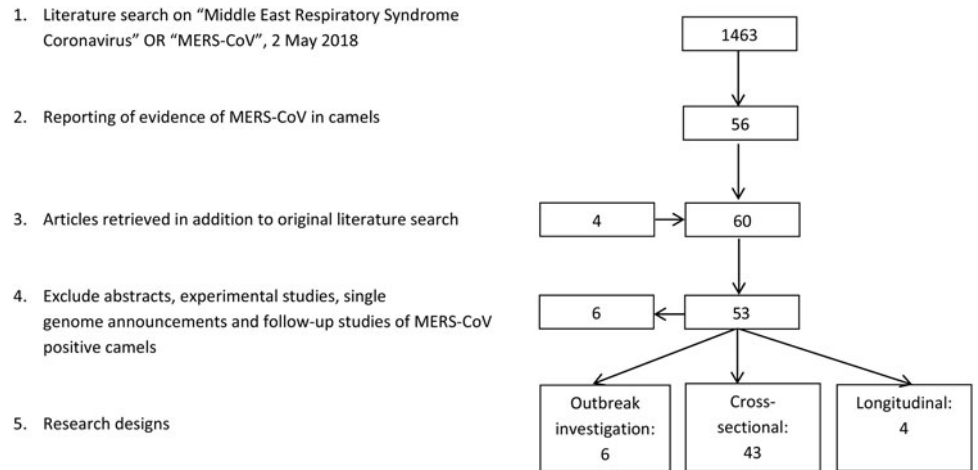 1. Literature search on “Middle East Respiratory Syndrome
Coronavirus” OR “MERS-CoV”, 2 May 2018
1463
2. Reporting of evidence of MERS-CoV in camels
56
3. Articles retrieved in addition to original literature search
4
60
4. Exclude abstracts, experimental studies, single
genome announcements and follow-up studies of MERS-CoV
positive camels
6
53
5. Research designs
Outbreak
investigation:
6
Cross-
sectional:
43
Longitudinal:
4